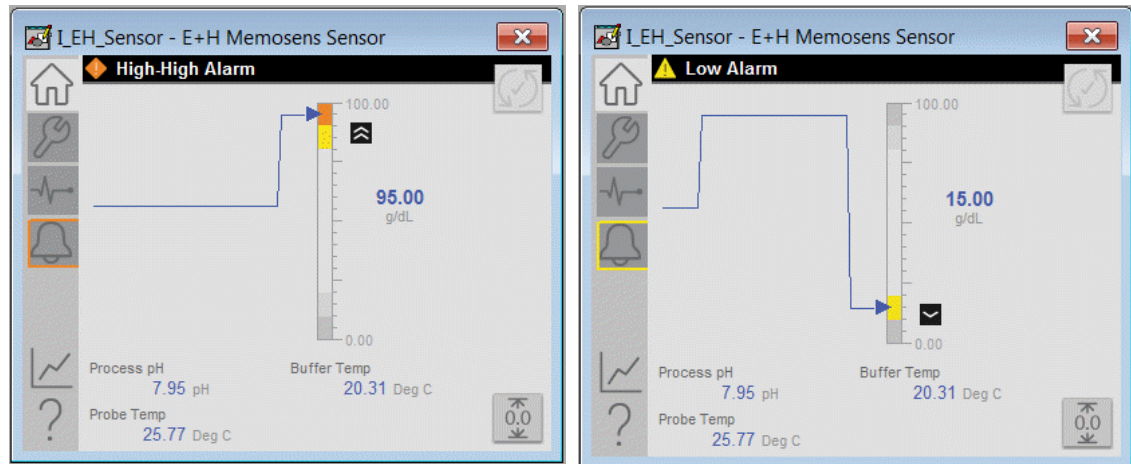 I_EH_Sensor - E+H Memosens Sensor
High-High Alarm
100.00
95.00
g/dL
0.00
Process pH
7.95 pH
Buffer Temp
20.31 Deg C
Probe Temp
25.77 Deg C
0.0
I_EH_Sensor - E+H Memosens Sensor
Low Alarm
100.00
15.00
g/dL
0.00
Process pH
7.95 pH
Buffer Temp
20.31 Deg C
Probe Temp
25.77 Deg C
0.0